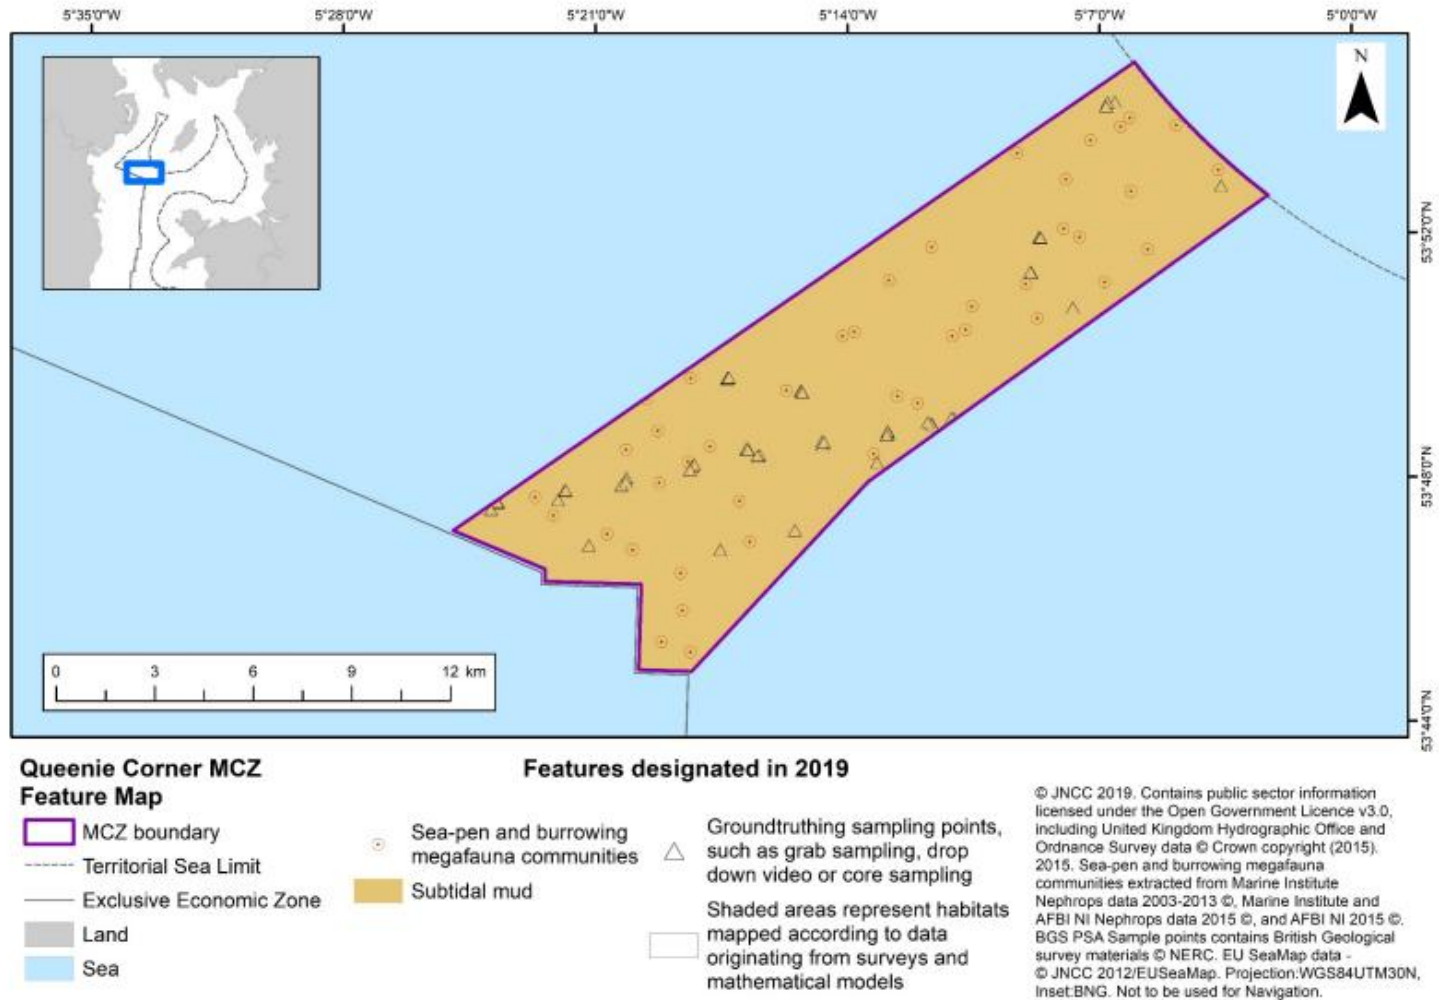 5°35'0"W 5°28'0"W 5°21'0"W 5°14'0"W 5°7'0"W 5°0'0"W
N
53°52'0"N
53°48'0"N
53°44'0"N
0 3 6 9 12 km
Queenie Corner MCZ
Feature Map
MCZ boundary
Territorial Sea Limit
Exclusive Economic Zone
Land
Sea
Features designated in 2019
Sea-pen and burrowing
megafauna communities
Subtidal mud
Groundtruthing sampling points,
such as grab sampling, drop
down video or core sampling
Shaded areas represent habitats
mapped according to data
originating from surveys and
mathematical models
© JNCC 2019. Contains public sector information
licensed under the Open Government Licence v3.0,
including United Kingdom Hydrographic Office and
Ordnance Survey data © Crown copyright (2015).
2015. Sea-pen and burrowing megafauna
communities extracted from Marine Institute
Nephrops data 2003-2013 ©, Marine Institute and
AFBI NI Nephrops data 2015 ©, and AFBI NI 2015 ©.
BGS PSA Sample points contains British Geological
survey materials © NERC. EU SeaMap data -
© JNCC 2012/EUSeaMap. Projection:WGS84UTM30N,
Inset:BNG. Not to be used for Navigation.